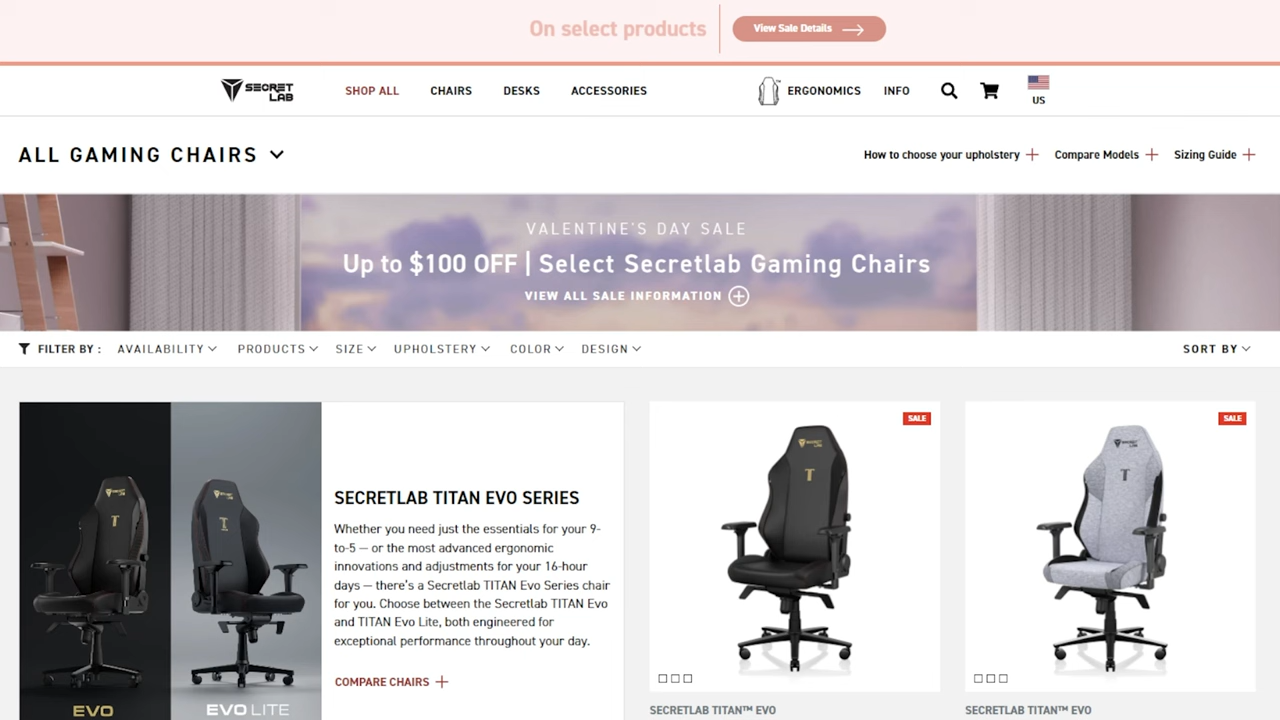 On select products
View Sale Details
SECRET LAB
SHOP ALL
CHAIRS
DESKS
ACCESSORIES
ERGONOMICS
INFO
US
ALL GAMING CHAIRS
How to choose your upholstery
Compare Models
Sizing Guide
VALENTINE'S DAY SALE
Up to $100 OFF | Select Secretlab Gaming Chairs
VIEW ALL SALE INFORMATION
FILTER BY :
AVAILABILITY
PRODUCTS
SIZE
UPHOLSTERY
COLOR
DESIGN
SORT BY
SECRETLAB TITAN EVO SERIES
Whether you need just the essentials for your 9-
to-5 — or the most advanced ergonomic
innovations and adjustments for your 16-hour
days — there's a Secretlab TITAN Evo Series chair
for you. Choose between the Secretlab TITAN Evo
and TITAN Evo Lite, both engineered for
exceptional performance throughout your day.
COMPARE CHAIRS
EVO
EVO LITE
SALE
SECRETLAB TITAN™ EVO
SALE
SECRETLAB TITAN™ EVO